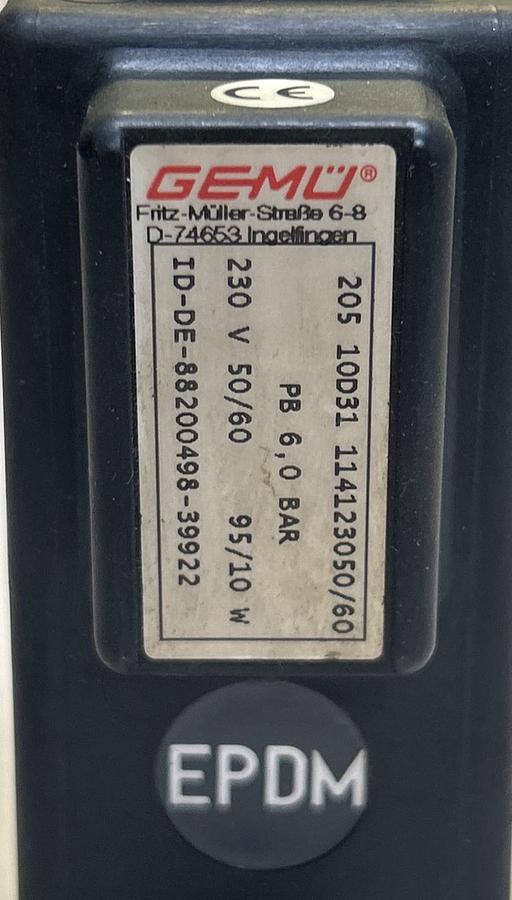 CE
GEMÜ®
Fritz-Müller-Straße 6-8
D-74653 Ingelfingen
205 10D31 114123050/60
PB 6,0 BAR
230 V 50/60 95/10 W
ID-DE-88200498-39922
EPDM